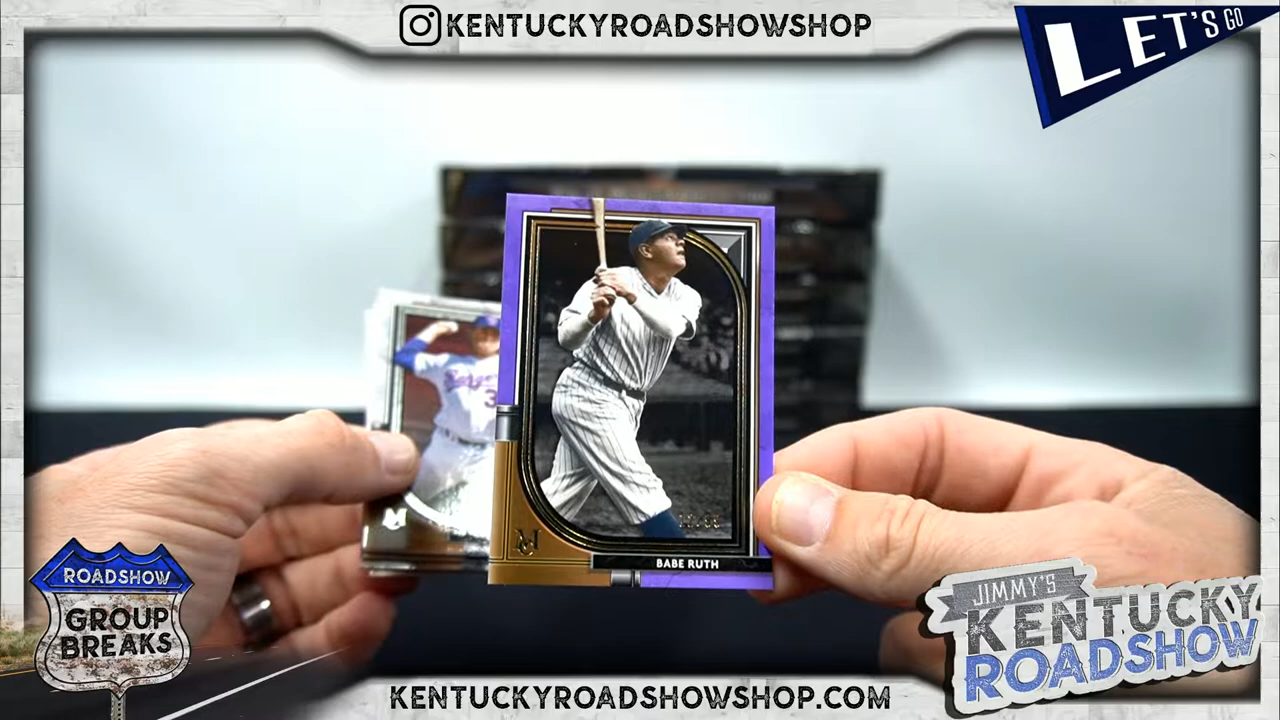 KENTUCKYROADSHOWSHOP
LET'S GO
BABE RUTH
ROADSHOW
GROUP
BREAKS
JIMMY'S
KENTUCKY
ROADSHOW
KENTUCKYROADSHOWSHOP.COM